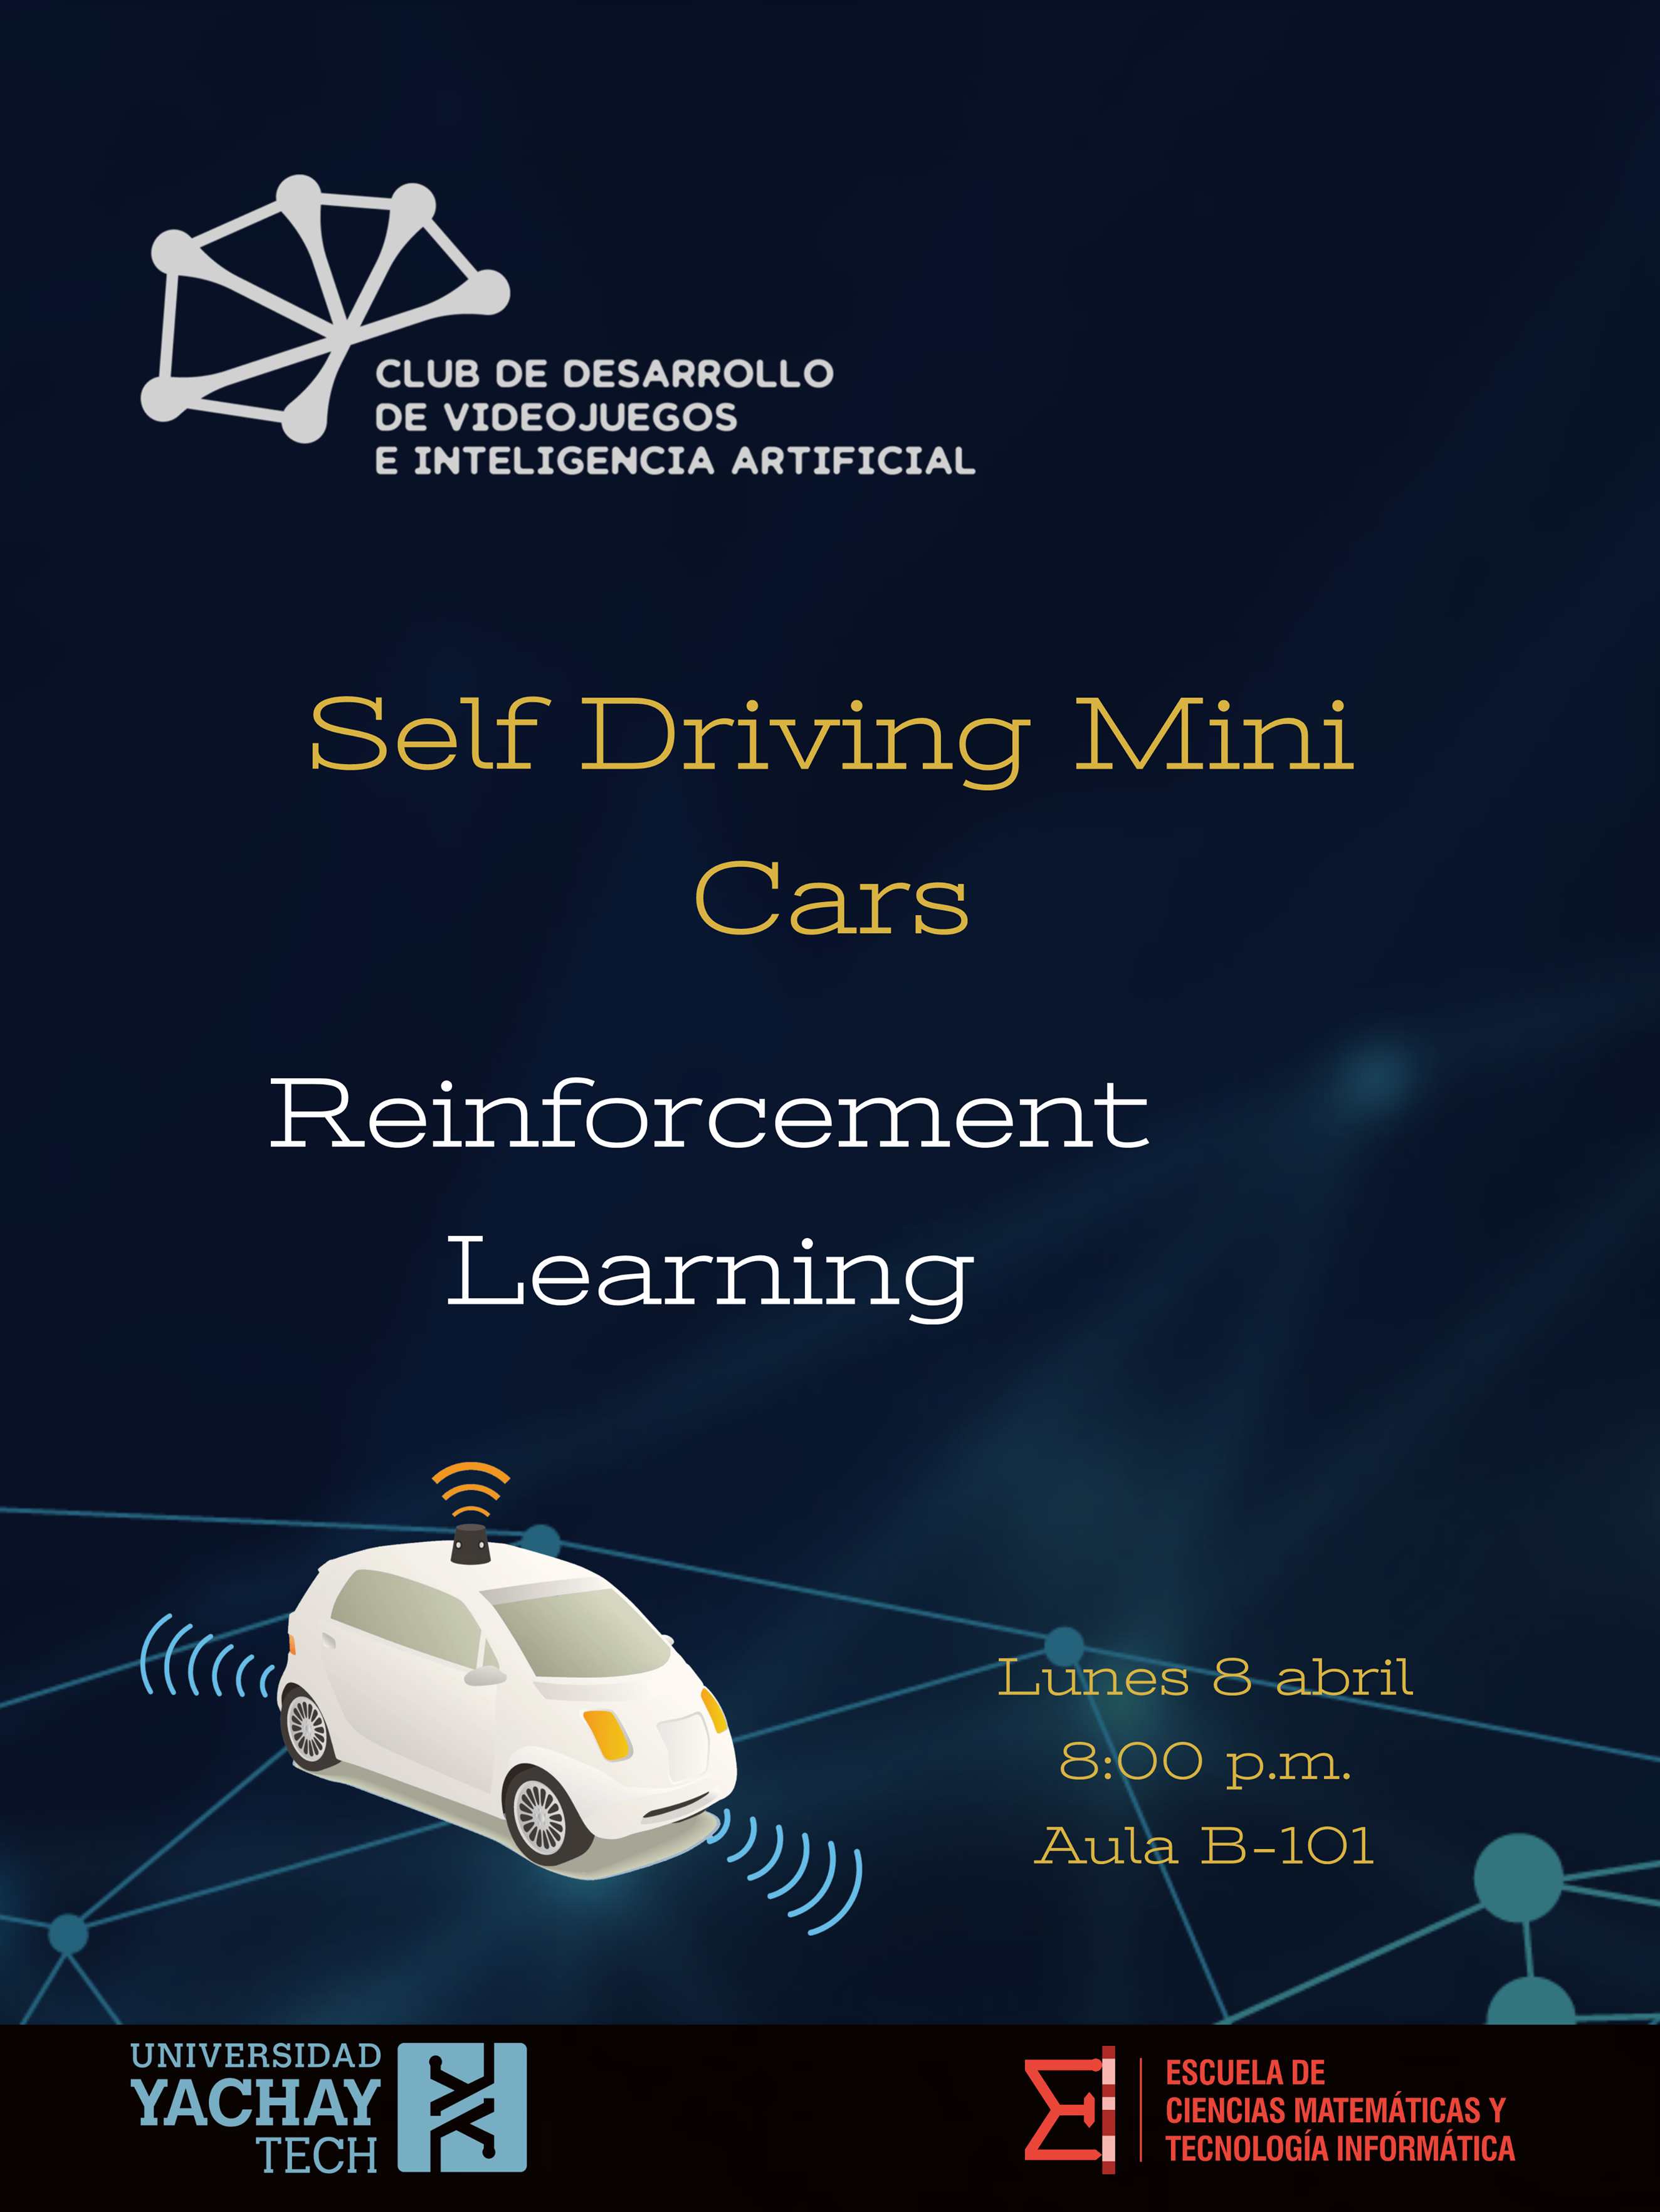 CLUB DE DESARROLLO
DE VIDEOJUEGOS
E INTELIGENCIA ARTIFICIAL
Self Driving Mini
Cars
Reinforcement
Learning
Lunes 8 abril
8:00 p.m.
Aula B-101
UNIVERSIDAD
YACHAY
TECH
ESCUELA DE
CIENCIAS MATEMÁTICAS Y
TECNOLOGÍA INFORMÁTICA